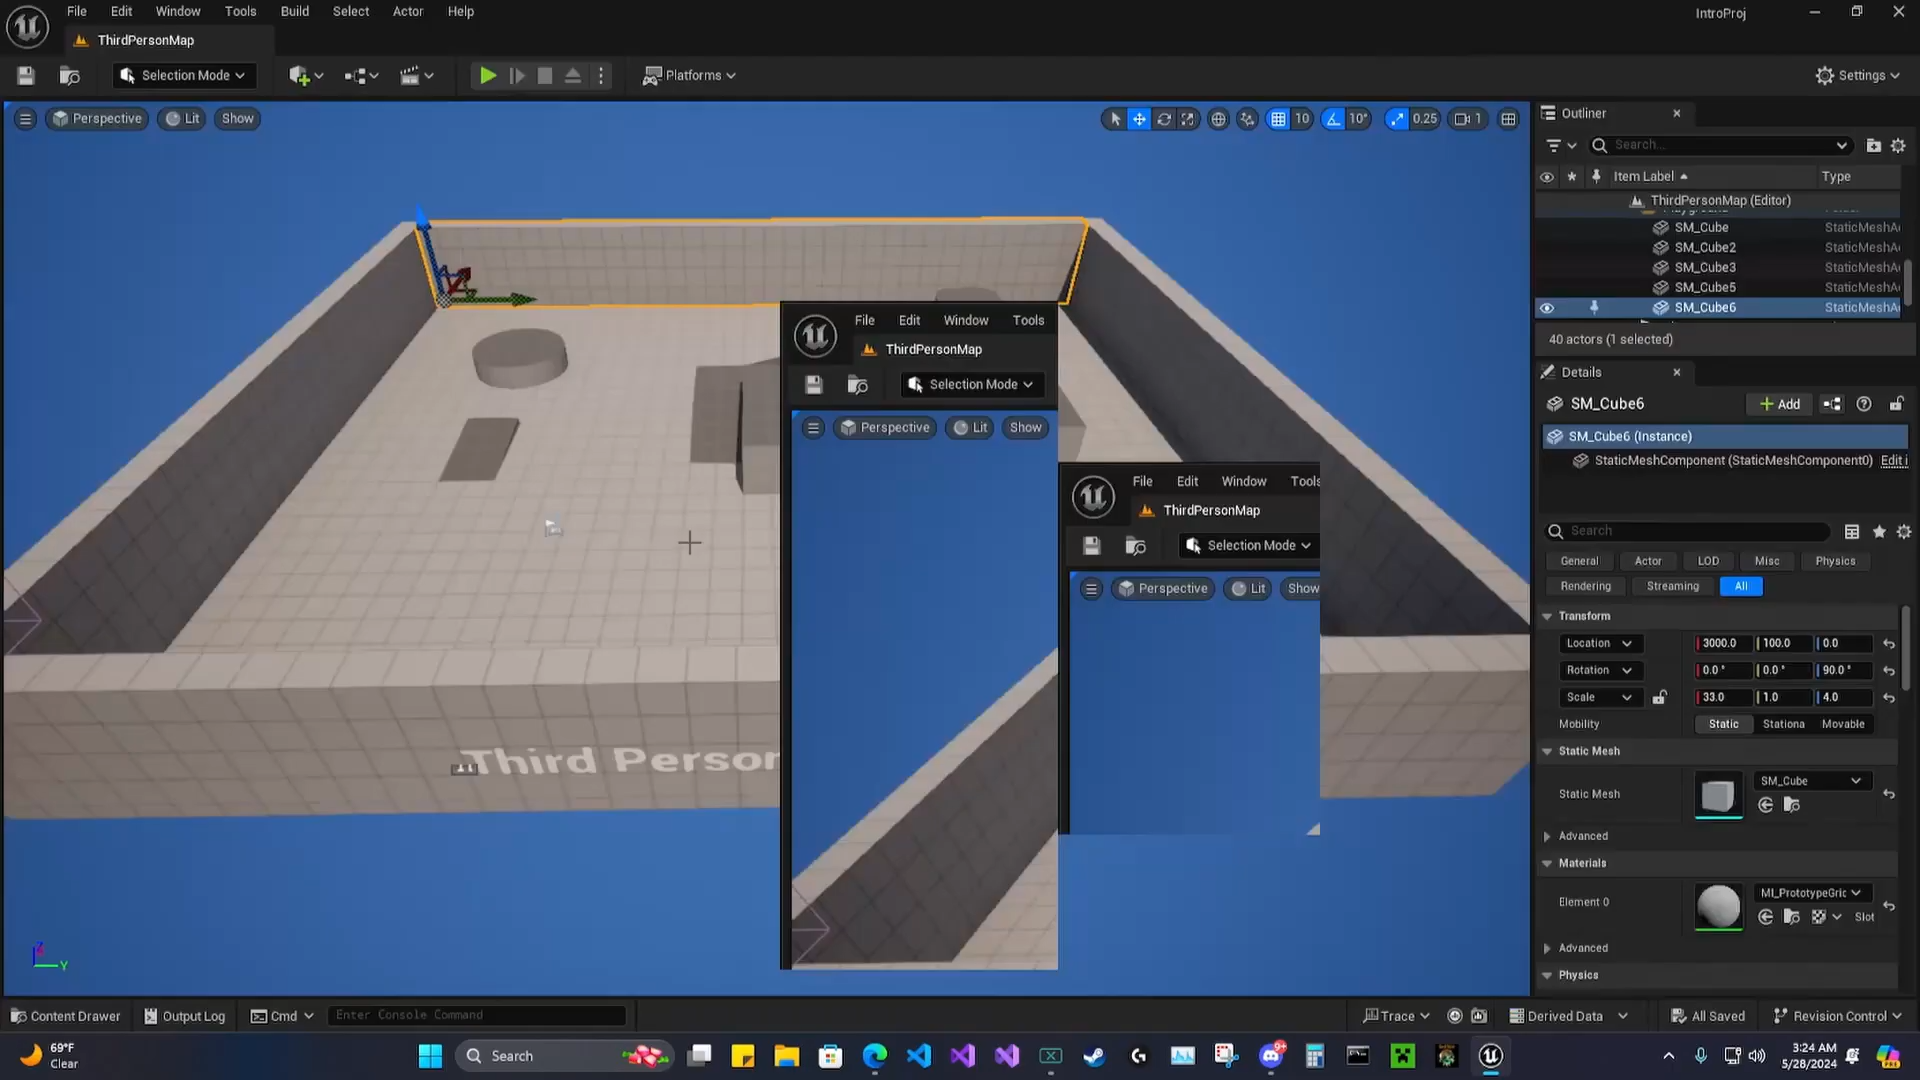 File Edit Window Tools Build Select Actor Help
IntroProj
ThirdPersonMap
Selection Mode
Platforms
Settings
Perspective Lit Show
10 10° 0.25 1
Outliner
Search...
Item Label Type
ThirdPersonMap (Editor)
SM_Cube StaticMeshA
SM_Cube2 StaticMeshA
SM_Cube3 StaticMeshA
SM_Cube5 StaticMeshA
SM_Cube6 StaticMeshA
40 actors (1 selected)
Details
SM_Cube6 Add
SM_Cube6 (Instance)
StaticMeshComponent (StaticMeshComponent0) Edit i
Search
General Actor LOD Misc Physics
Rendering Streaming All
Transform
Location 3000.0 100.0 0.0
Rotation 0.0° 0.0° 90.0°
Scale 33.0 1.0 4.0
Mobility Static Stationa Movable
Static Mesh
Static Mesh SM_Cube
Advanced
Materials
Element 0 MI_PrototypeGric
Slot
Advanced
Physics
File Edit Window Tools
ThirdPersonMap
Selection Mode
Perspective Lit Show
File Edit Window Tools
ThirdPersonMap
Selection Mode
Perspective Lit Show
Third Person
Z
Y
Content Drawer Output Log Cmd Enter Console Command
Trace Derived Data All Saved Revision Control
69°F
Clear
Search
9+
3:24 AM
5/28/2024